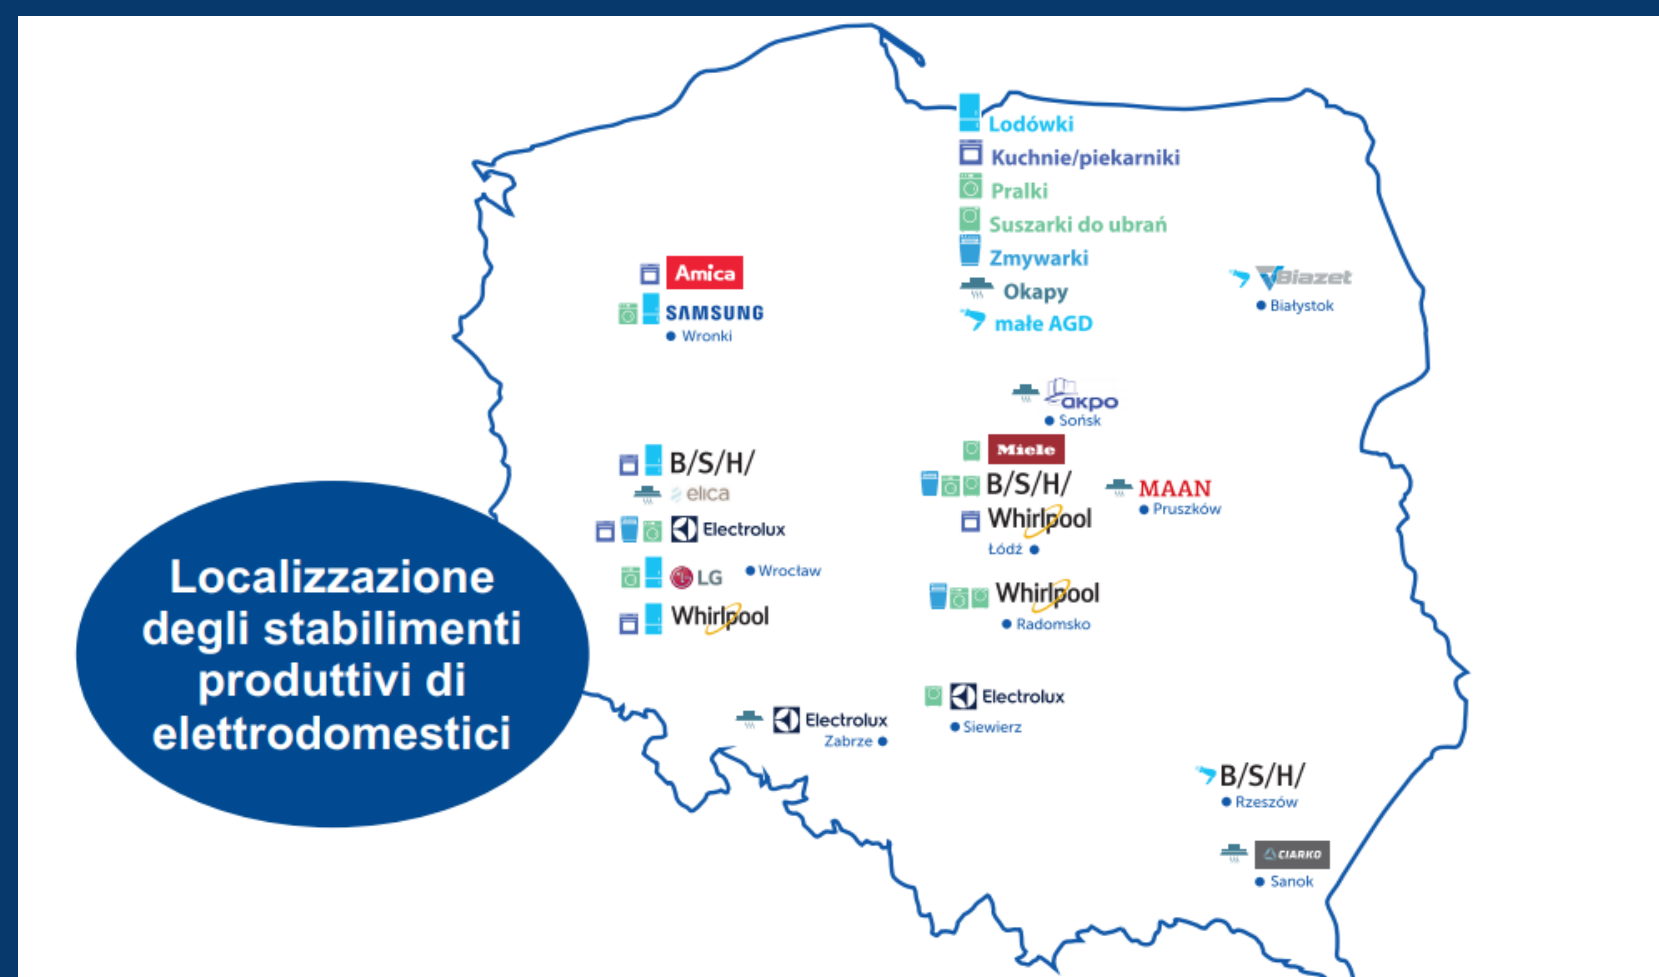 Lodówki
Kuchnie/piekarniki
Pralki
Suszarki do ubrań
Zmywarki
Okapy
małe AGD
Amica
SAMSUNG
Wronki
Biazet
Białystok
akpo
Sońsk
B/S/H/
elica
Electrolux
LG
Wrocław
Whirlpool
Miele
B/S/H/
Whirlpool
Łódź
MAAN
Pruszków
Whirlpool
Radomsko
Localizzazione
degli stabilimenti
produttivi di
elettrodomestici
Electrolux
Zabrze
Electrolux
Siewierz
B/S/H/
Rzeszów
CIARKO
Sanok